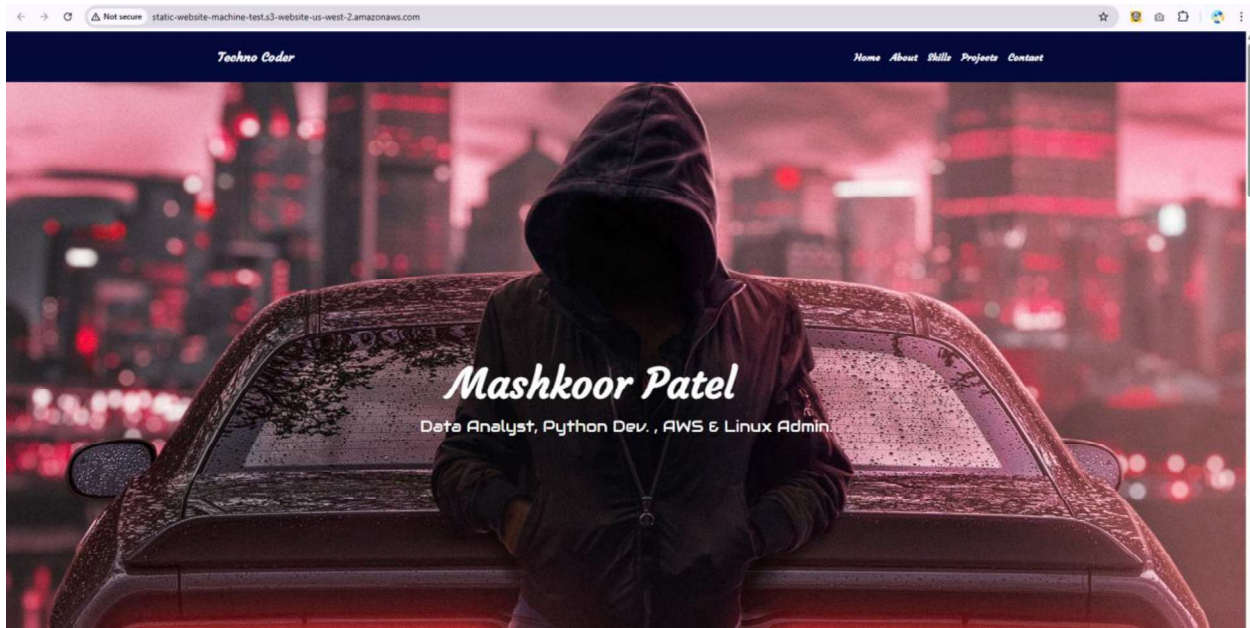 Not secure static-website-machine-test.s3-website-us-west-2.amazonaws.com
Techno Coder Home About Skills Projects Contact
Mashkoor Patel
Data Analyst, Python Dev. , AWS & Linux Admin.